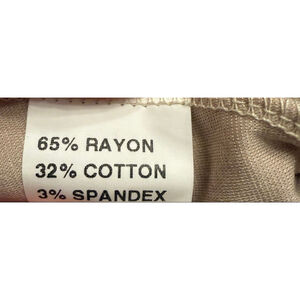 65% RAYON
32% COTTON
3% SPANDEX